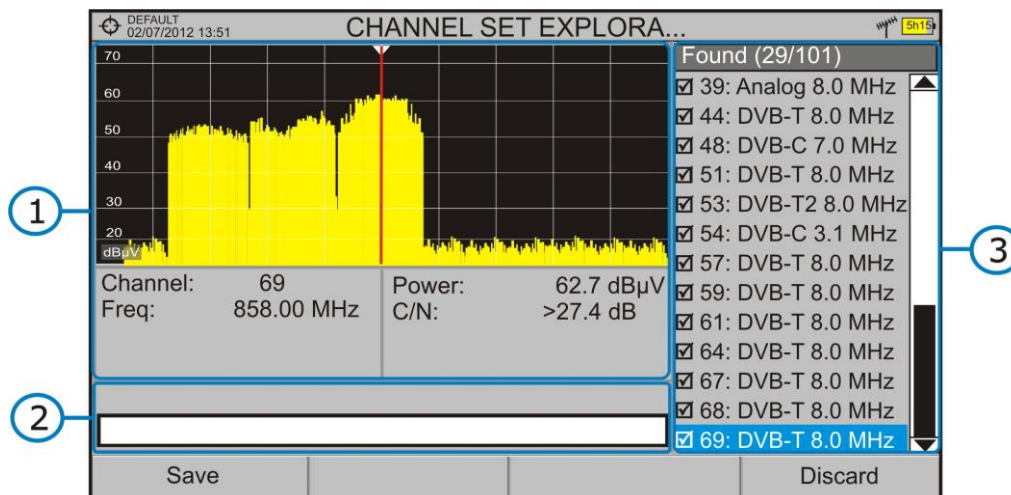 DEFAULT
02/07/2012 13:51
CHANNEL SET EXPLORA...
5h15
70
60
50
40
30
20
dBµV
Channel: 69
Freq: 858.00 MHz
Power: 62.7 dBµV
C/N: >27.4 dB
Found (29/101)
39: Analog 8.0 MHz
44: DVB-T 8.0 MHz
48: DVB-C 7.0 MHz
51: DVB-T 8.0 MHz
53: DVB-T2 8.0 MHz
54: DVB-C 3.1 MHz
57: DVB-T 8.0 MHz
59: DVB-T 8.0 MHz
61: DVB-T 8.0 MHz
64: DVB-T 8.0 MHz
67: DVB-T 8.0 MHz
68: DVB-T 8.0 MHz
69: DVB-T 8.0 MHz
Save
Discard
1
2
3